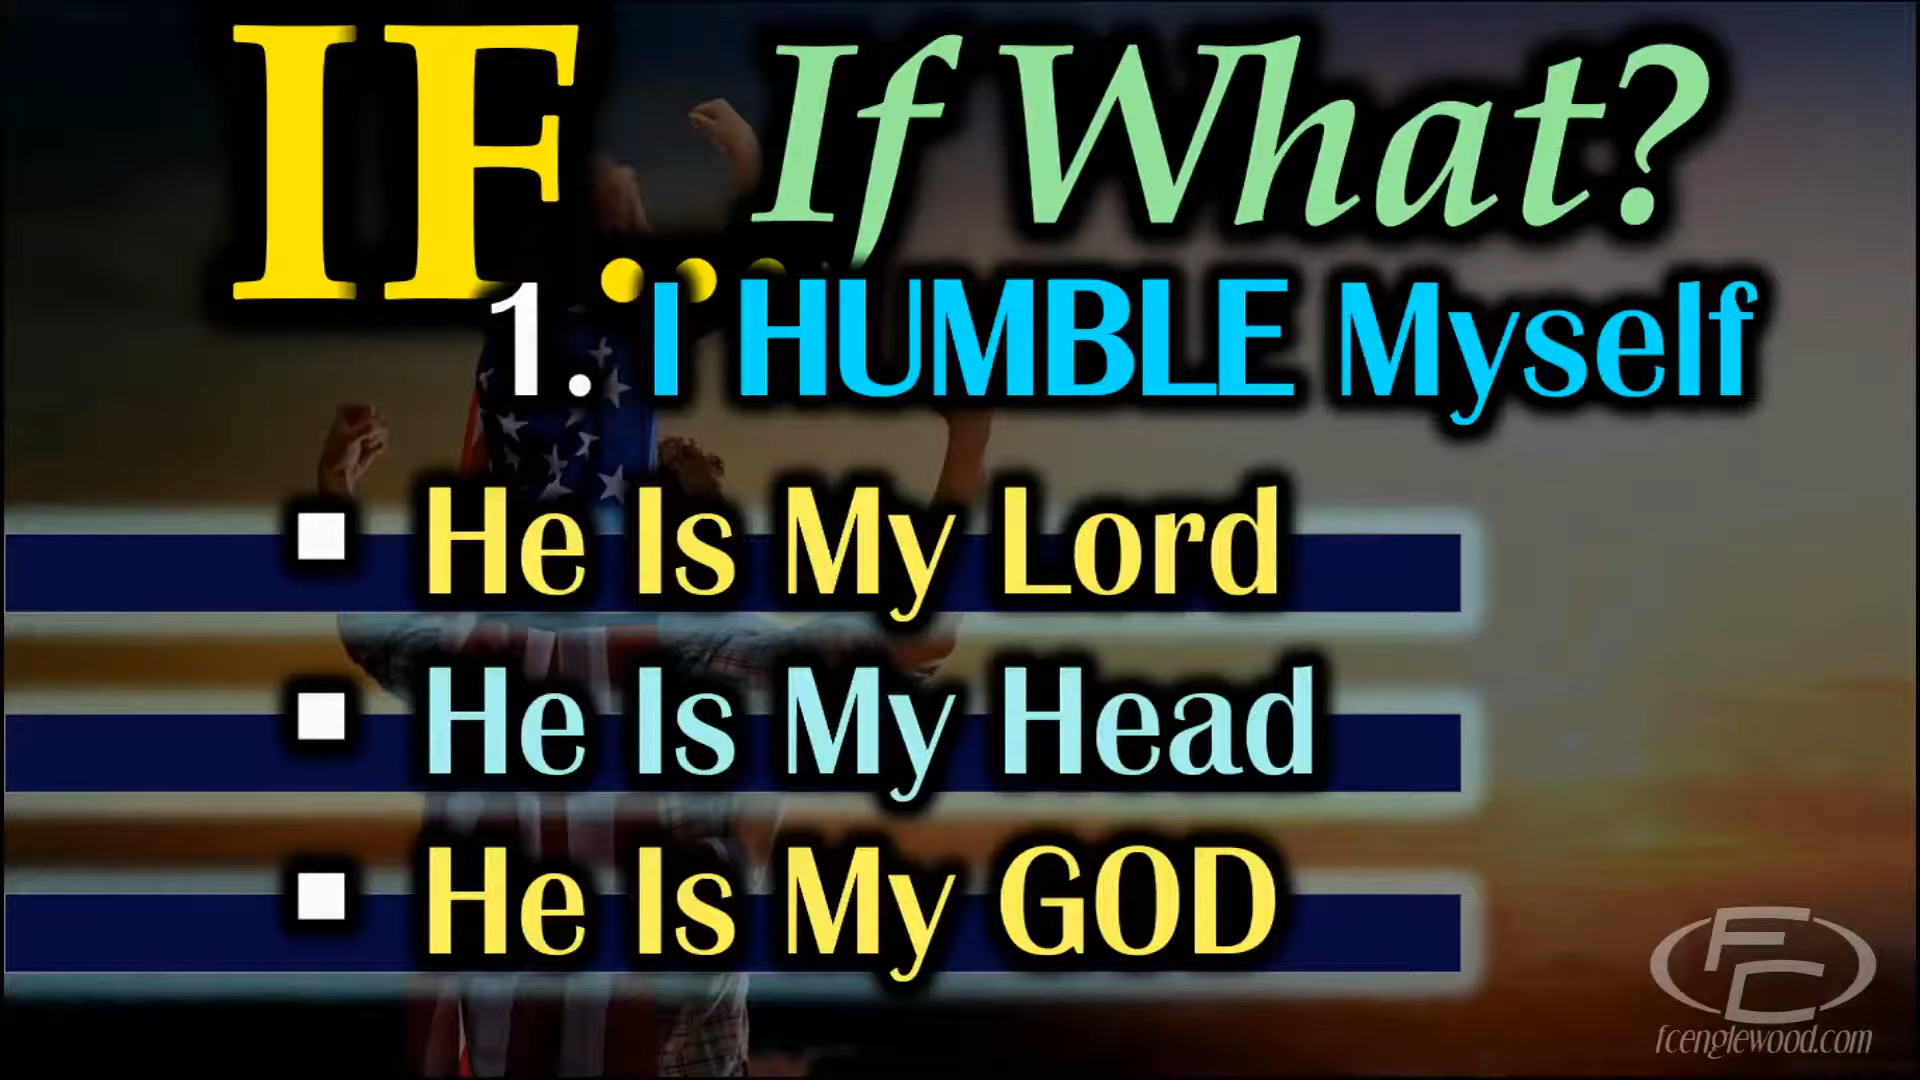 IF... If What?
1. I HUMBLE Myself
▪ He Is My Lord
▪ He Is My Head
▪ He Is My GOD
FC
fcenglewood.com